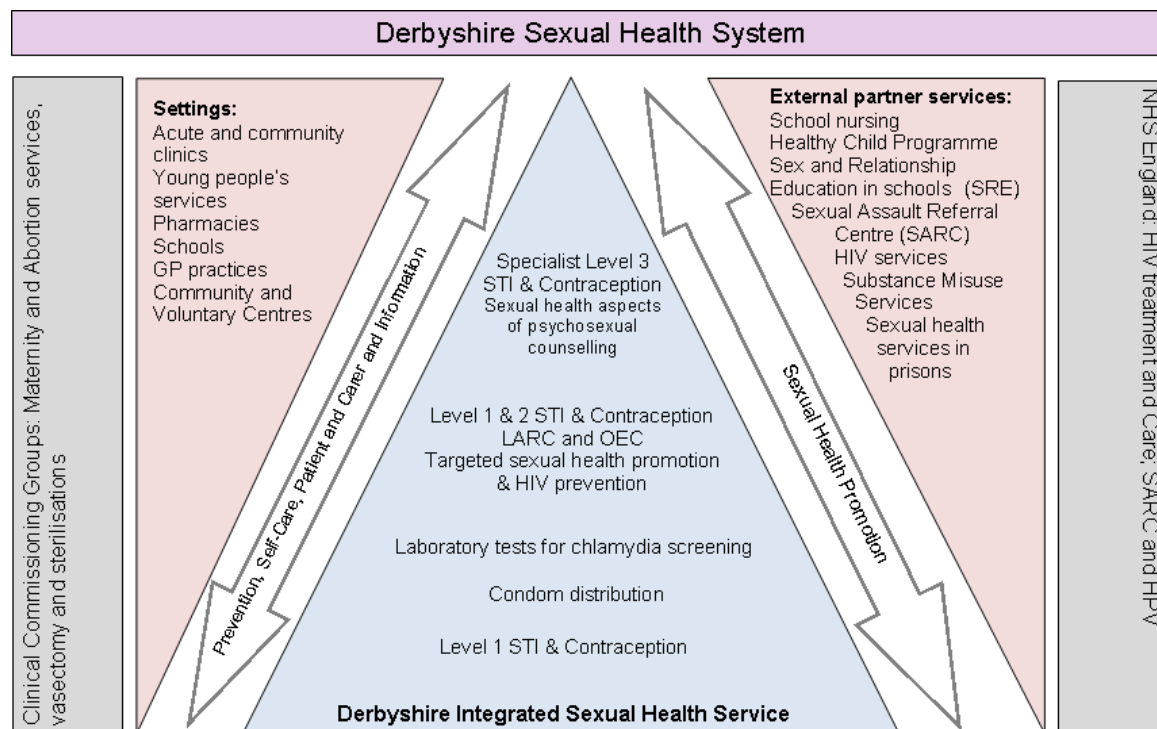 Derbyshire Sexual Health System
Clinical Commissioning Groups: Maternity and Abortion services,
vasectomy and sterilisations
Settings:
Acute and community
clinics
Young people's
services
Pharmacies
Schools
GP practices
Community and
Voluntary Centres
Prevention, Self-Care, Patient and Carer and Information
Specialist Level 3
STI & Contraception
Sexual health aspects
of psychosexual
counselling
Level 1 & 2 STI & Contraception
LARC and OEC
Targeted sexual health promotion
& HIV prevention
Laboratory tests for chlamydia screening
Condom distribution
Level 1 STI & Contraception
Derbyshire Integrated Sexual Health Service
Sexual Health Promotion
External partner services:
School nursing
Healthy Child Programme
Sex and Relationship
Education in schools (SRE)
Sexual Assault Referral
Centre (SARC)
HIV services
Substance Misuse
Services
Sexual health
services in
prisons
NHS England: HIV treatment and Care; SARC and HPV